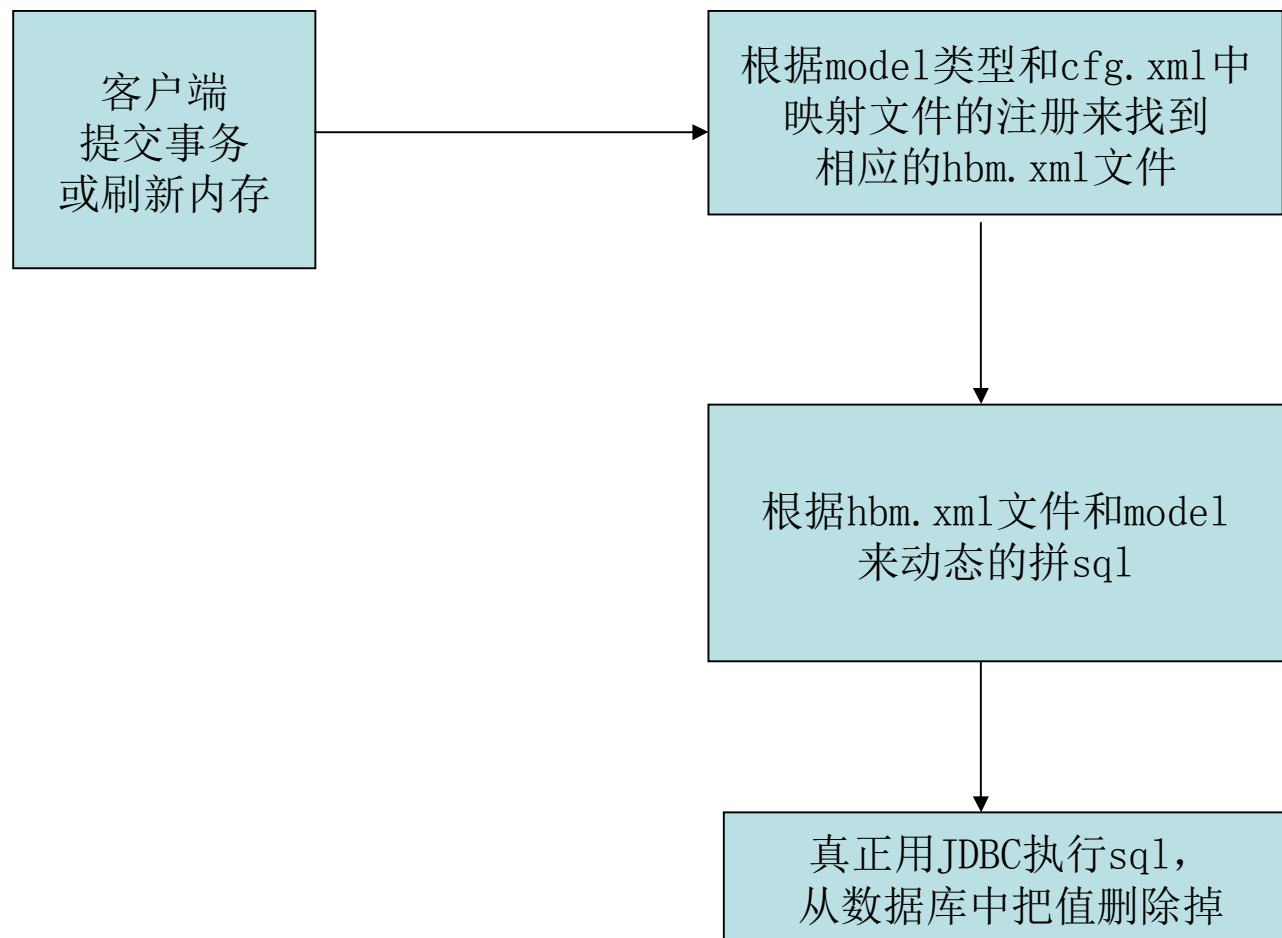 客户端
提交事务
或刷新内存
根据model类型和cfg.xml中
映射文件的注册来找到
相应的hbm.xml文件
根据hbm.xml文件和model
来动态的拼sql
真正用JDBC执行sql，
从数据库中把值删除掉